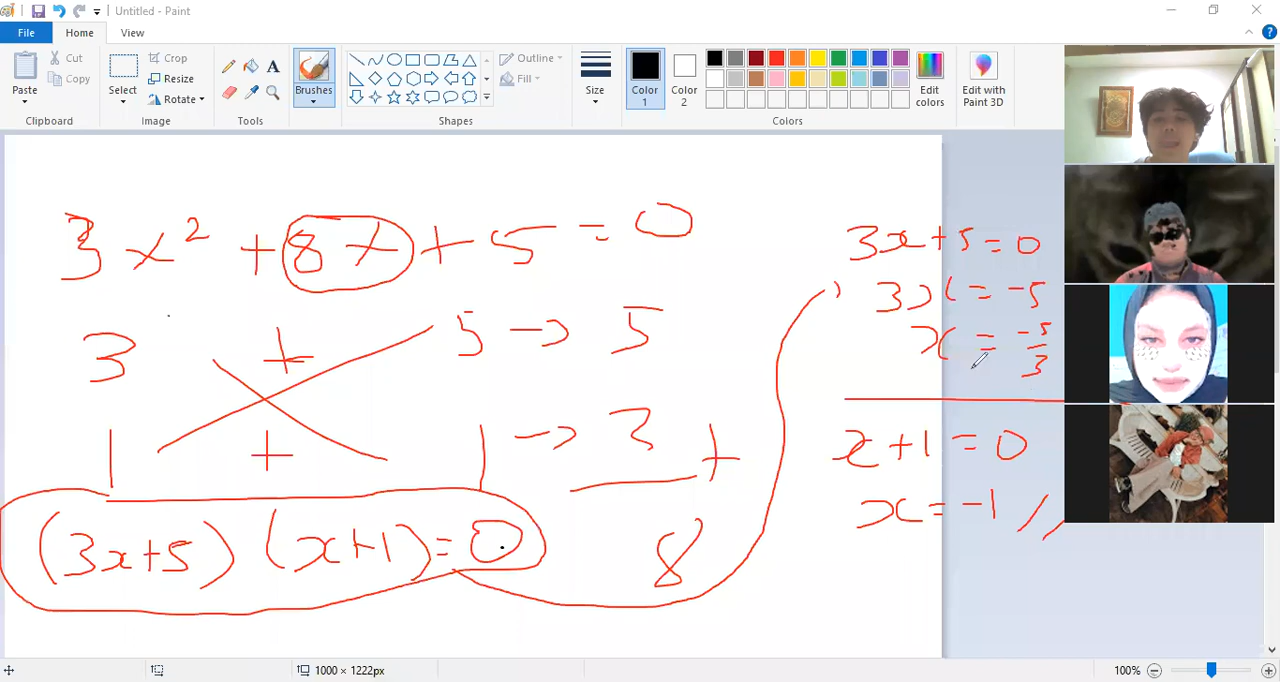 Untitled - Paint
File
Home
View
Paste
Cut
Copy
Clipboard
Select
Crop
Resize
Rotate
Image
Tools
Brushes
Shapes
Outline
Fill
Size
Color 1
Color 2
Edit colors
Colors
Edit with Paint 3D
3x² + 8x + 5 = 0
3 + 5 → 5
1 + 1 → 3 +
(3x+5) (x+1) = 0 8
3x+5=0
3x = -5
x = -5/3
x+1=0
x = -1 //
1000 × 1222px
100%